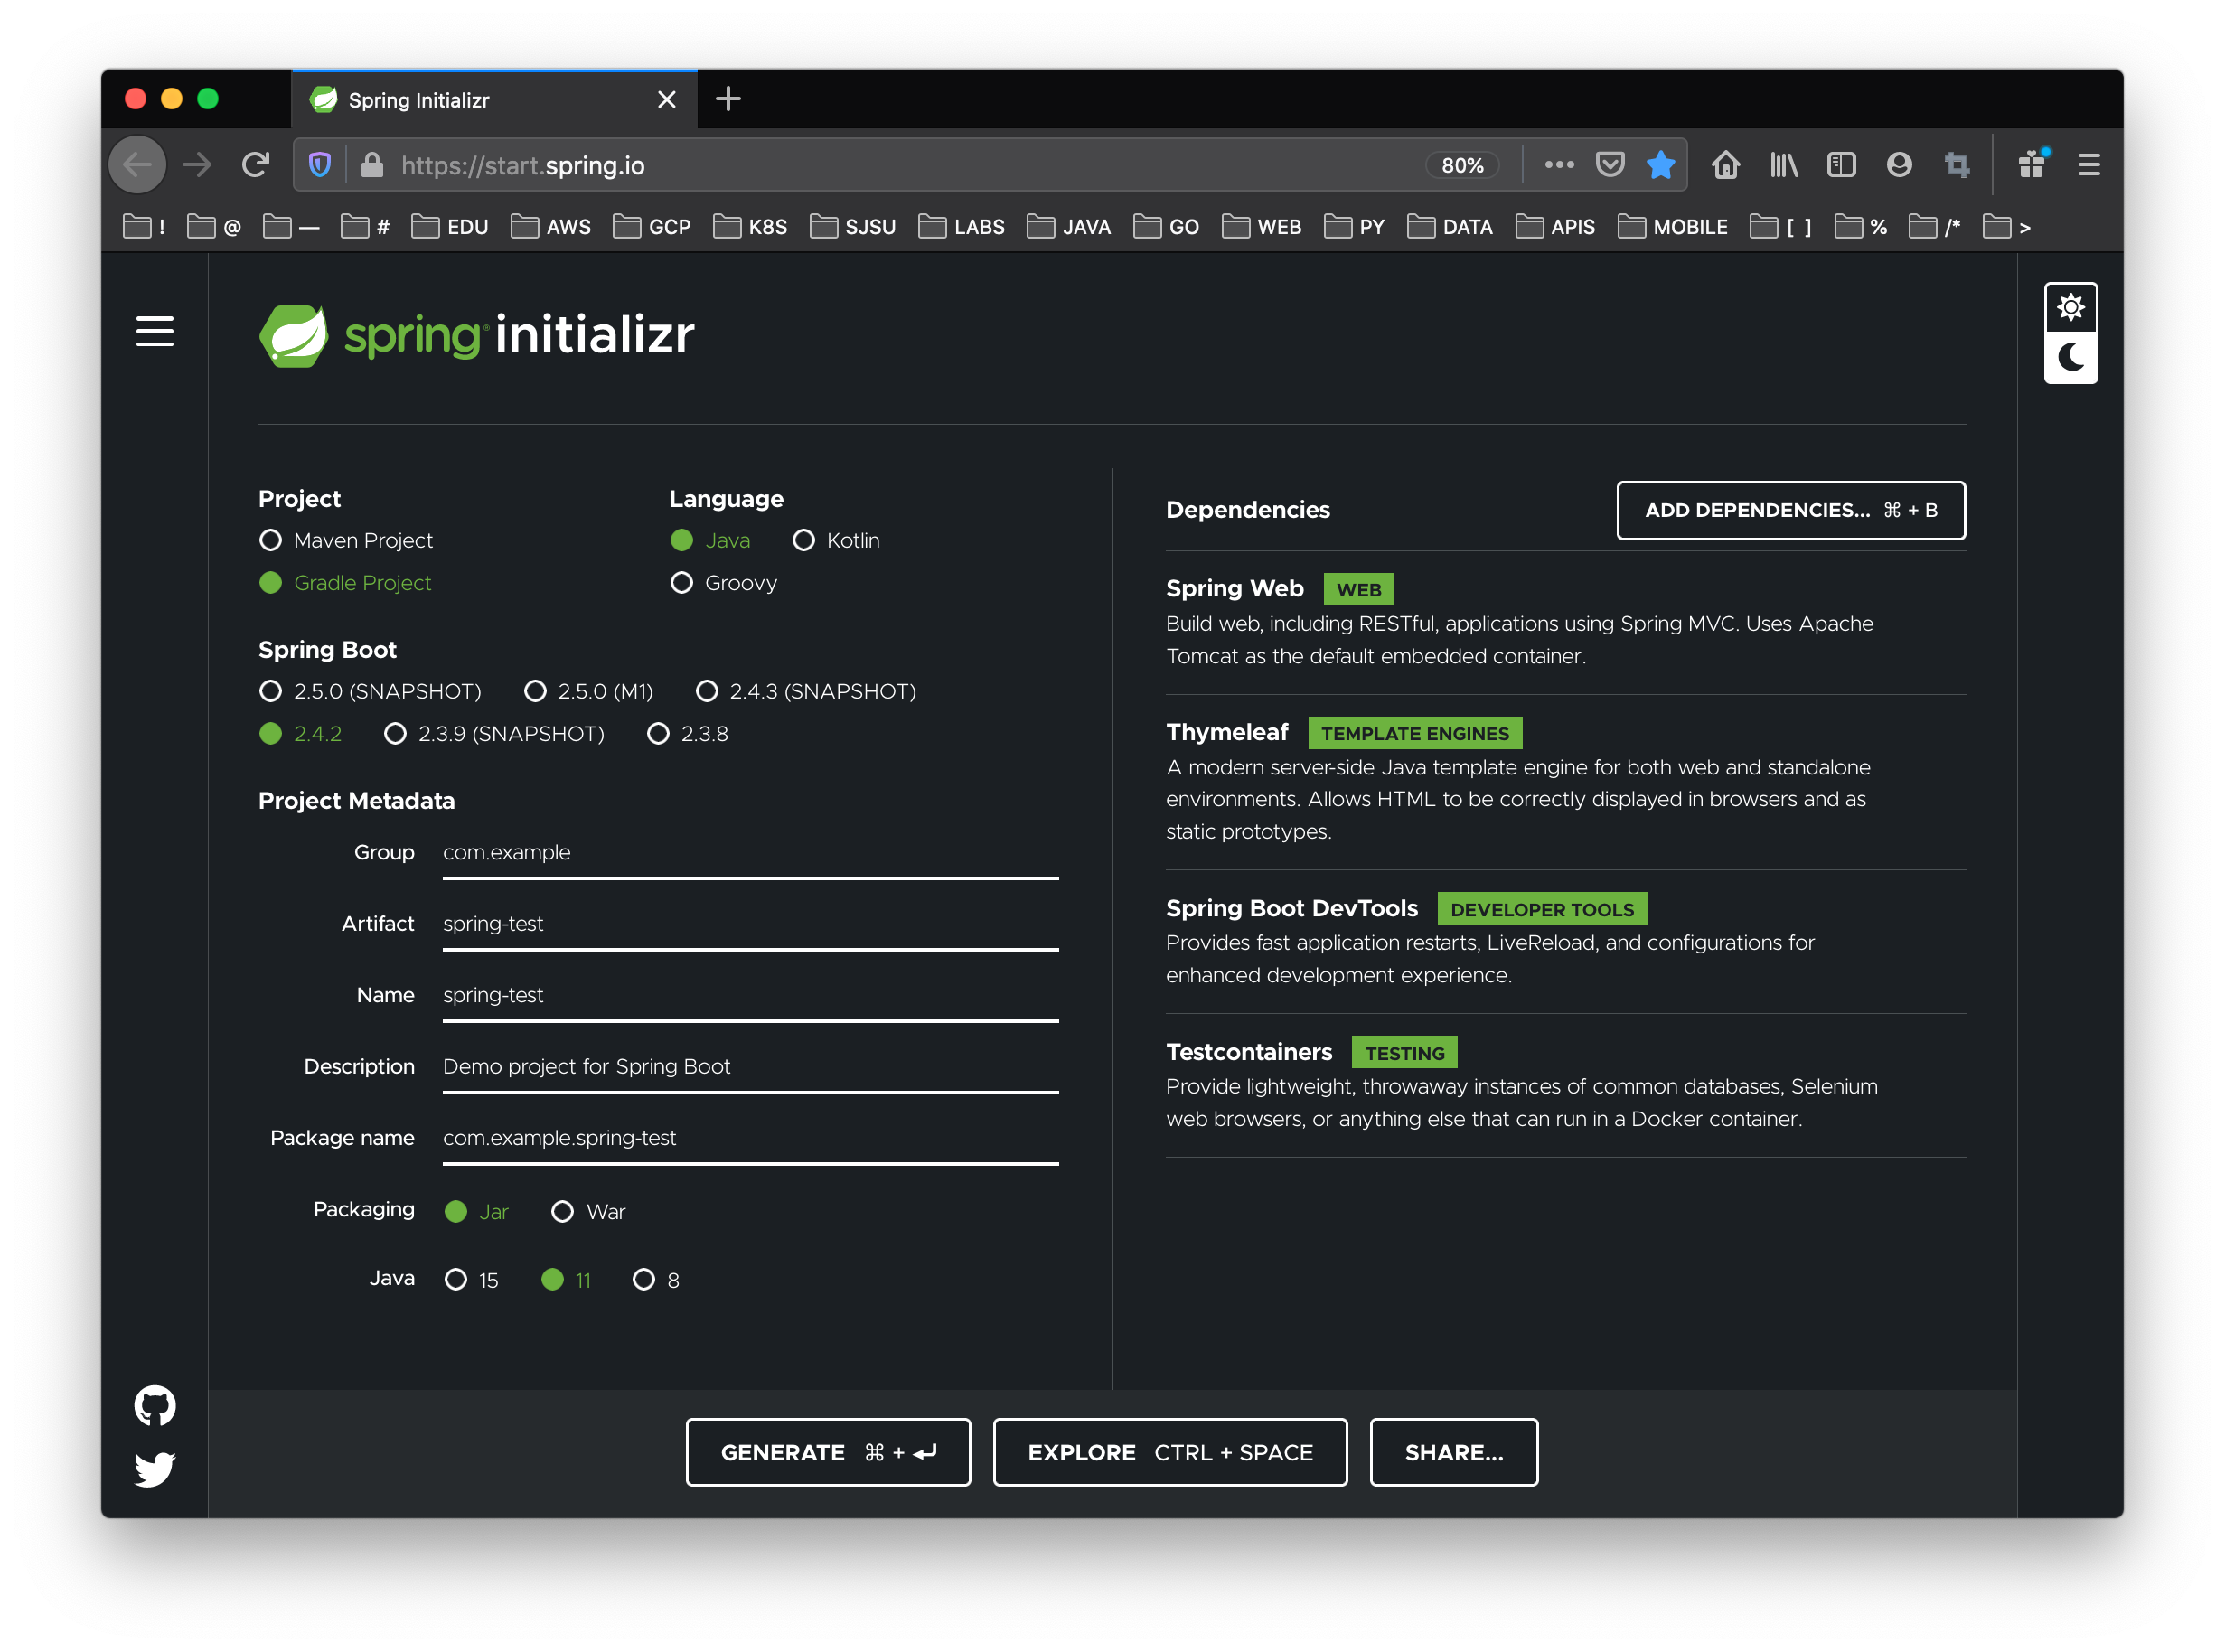 Spring Initializr
https://start.spring.io 80%
! @ — # EDU AWS GCP K8S SJSU LABS JAVA GO WEB PY DATA APIS MOBILE [ ] % /* >
spring® initializr
Project
Maven Project
Gradle Project
Language
Java Kotlin
Groovy
Spring Boot
2.5.0 (SNAPSHOT) 2.5.0 (M1) 2.4.3 (SNAPSHOT)
2.4.2 2.3.9 (SNAPSHOT) 2.3.8
Project Metadata
Group com.example
Artifact spring-test
Name spring-test
Description Demo project for Spring Boot
Package name com.example.spring-test
Packaging Jar War
Java 15 11 8
Dependencies ADD DEPENDENCIES... ⌘ + B
Spring Web WEB
Build web, including RESTful, applications using Spring MVC. Uses Apache
Tomcat as the default embedded container.
Thymeleaf TEMPLATE ENGINES
A modern server-side Java template engine for both web and standalone
environments. Allows HTML to be correctly displayed in browsers and as
static prototypes.
Spring Boot DevTools DEVELOPER TOOLS
Provides fast application restarts, LiveReload, and configurations for
enhanced development experience.
Testcontainers TESTING
Provide lightweight, throwaway instances of common databases, Selenium
web browsers, or anything else that can run in a Docker container.
GENERATE ⌘ + ↵ EXPLORE CTRL + SPACE SHARE...